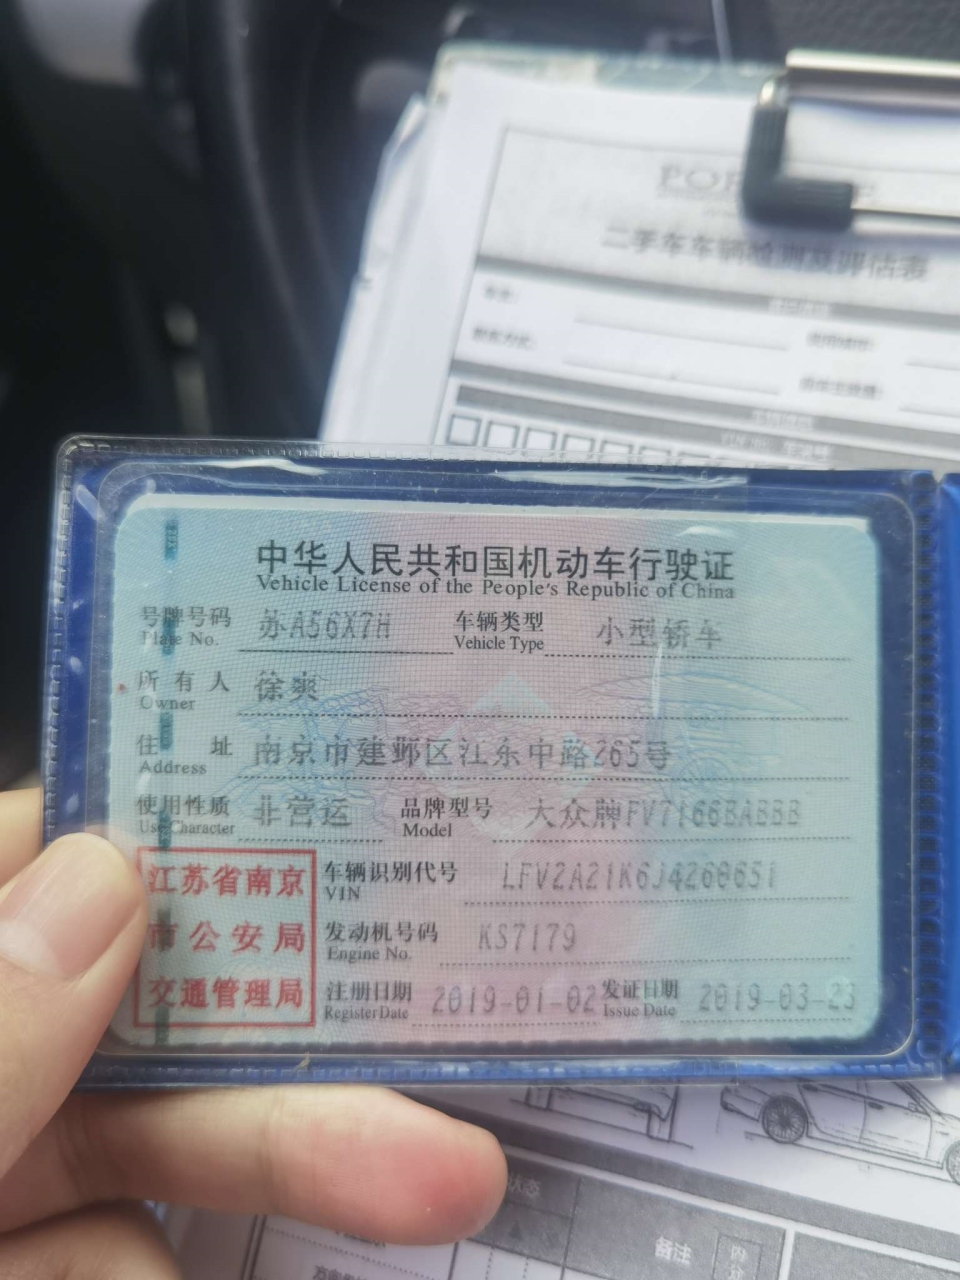 二手车车辆检测及评估表
中华人民共和国机动车行驶证
Vehicle License of the People's Republic of China
号牌号码 苏A56X7H 车辆类型 小型轿车
Plate No. Vehicle Type
所有人 徐爽
Owner
住址 南京市建邺区江东中路265号
Address
使用性质 非营运 品牌型号 大众牌FV7166BABBB
Use Character Model
江苏省南京
市公安局
交通管理局
车辆识别代号 LFV2A21K6J4268651
VIN
发动机号码 KS7179
Engine No.
注册日期 2019-01-02 发证日期 2019-03-23
Register Date Issue Date
备注